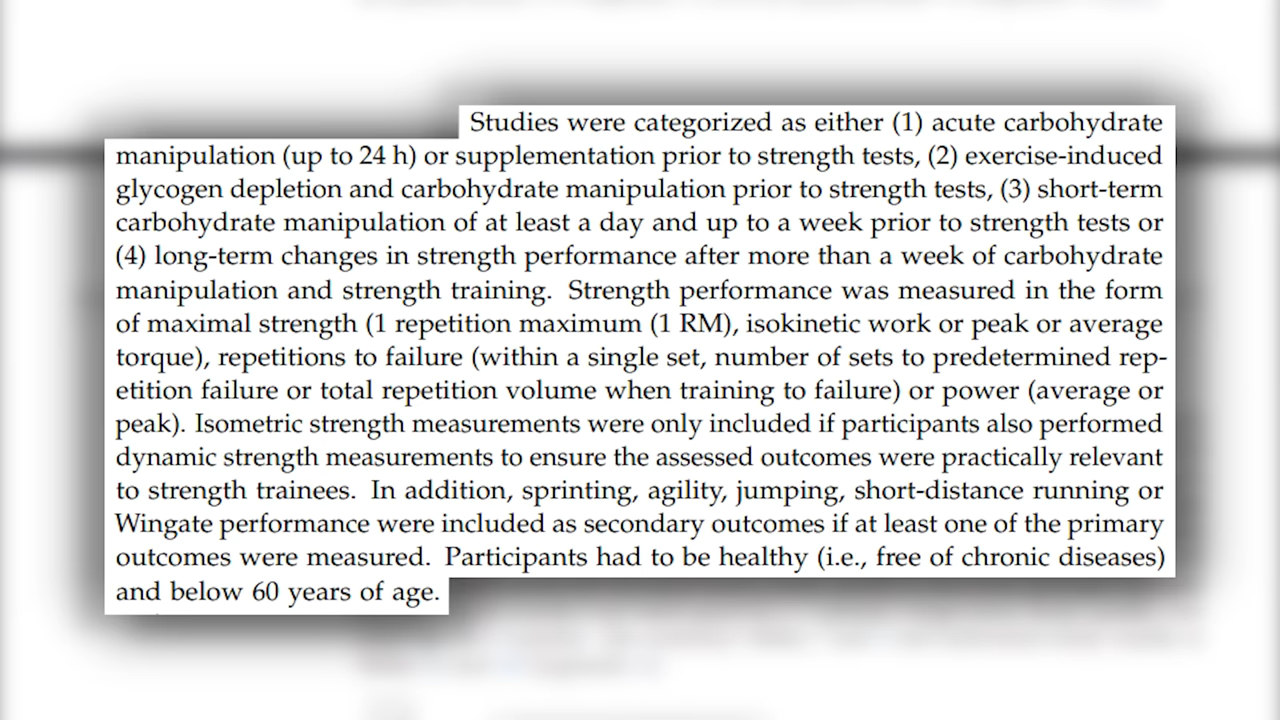 Studies were categorized as either (1) acute carbohydrate
manipulation (up to 24 h) or supplementation prior to strength tests, (2) exercise-induced
glycogen depletion and carbohydrate manipulation prior to strength tests, (3) short-term
carbohydrate manipulation of at least a day and up to a week prior to strength tests or
(4) long-term changes in strength performance after more than a week of carbohydrate
manipulation and strength training. Strength performance was measured in the form
of maximal strength (1 repetition maximum (1 RM), isokinetic work or peak or average
torque), repetitions to failure (within a single set, number of sets to predetermined rep-
etition failure or total repetition volume when training to failure) or power (average or
peak). Isometric strength measurements were only included if participants also performed
dynamic strength measurements to ensure the assessed outcomes were practically relevant
to strength trainees. In addition, sprinting, agility, jumping, short-distance running or
Wingate performance were included as secondary outcomes if at least one of the primary
outcomes were measured. Participants had to be healthy (i.e., free of chronic diseases)
and below 60 years of age.